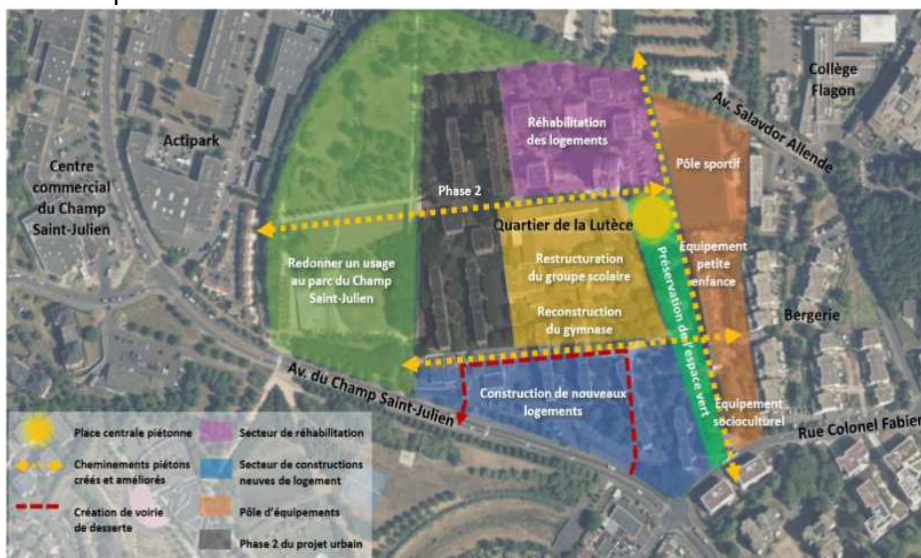 Collège
Flagon
Av. Salavdor Allende
Actipark
Centre
commercial
du Champ
Saint-Julien
Réhabilitation
des logements
Pôle sportif
Phase 2
Quartier de la Lutèce
Redonner un usage
au parc du Champ
Saint-Julien
Restructuration
du groupe scolaire
Equipement
petite
enfance
Préservation de l'espace vert
Reconstruction
du gymnase
Bergerie
Av. du Champ Saint-Julien
Construction de nouveaux
logements
Equipement
socioculturel
Rue Colonel Fabien
Place centrale piétonne
Cheminements piétons
créés et améliorés
Création de voirie
de desserte
Secteur de réhabilitation
Secteur de constructions
neuves de logement
Pôle d'équipements
Phase 2 du projet urbain